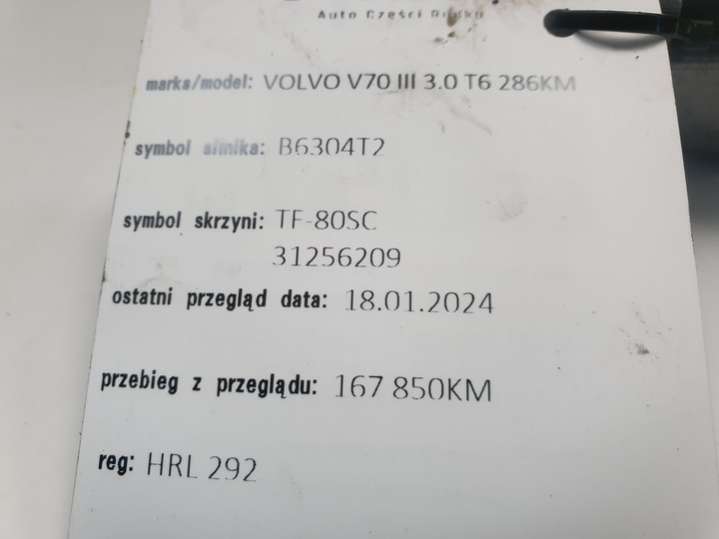 Auto Części
marka/model: VOLVO V70 III 3.0 T6 286KM
symbol silnika: B6304T2
symbol skrzyni: TF-80SC
31256209
ostatni przegląd data: 18.01.2024
przebieg z przeglądu: 167 850KM
reg: HRL 292